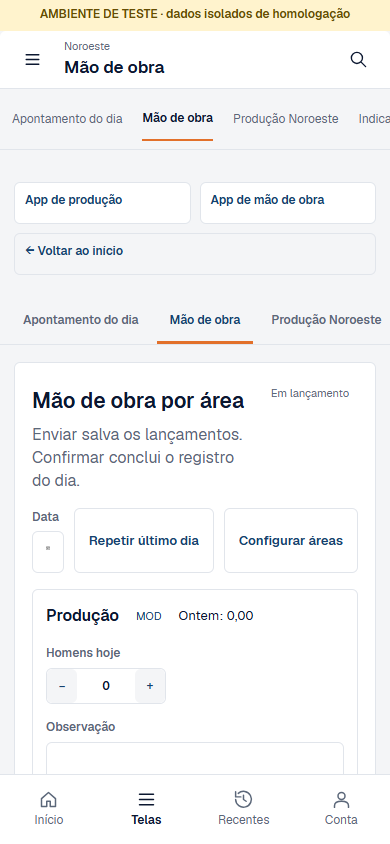 AMBIENTE DE TESTE · dados isolados de homologação
Noroeste
Mão de obra
Apontamento do dia Mão de obra Produção Noroeste Indica
App de produção App de mão de obra
← Voltar ao início
Apontamento do dia Mão de obra Produção Noroeste
Mão de obra por área Em lançamento
Enviar salva os lançamentos.
Confirmar conclui o registro
do dia.
Data
Repetir último dia Configurar áreas
Produção MOD Ontem: 0,00
Homens hoje
− 0 +
Observação
Início Telas Recentes Conta